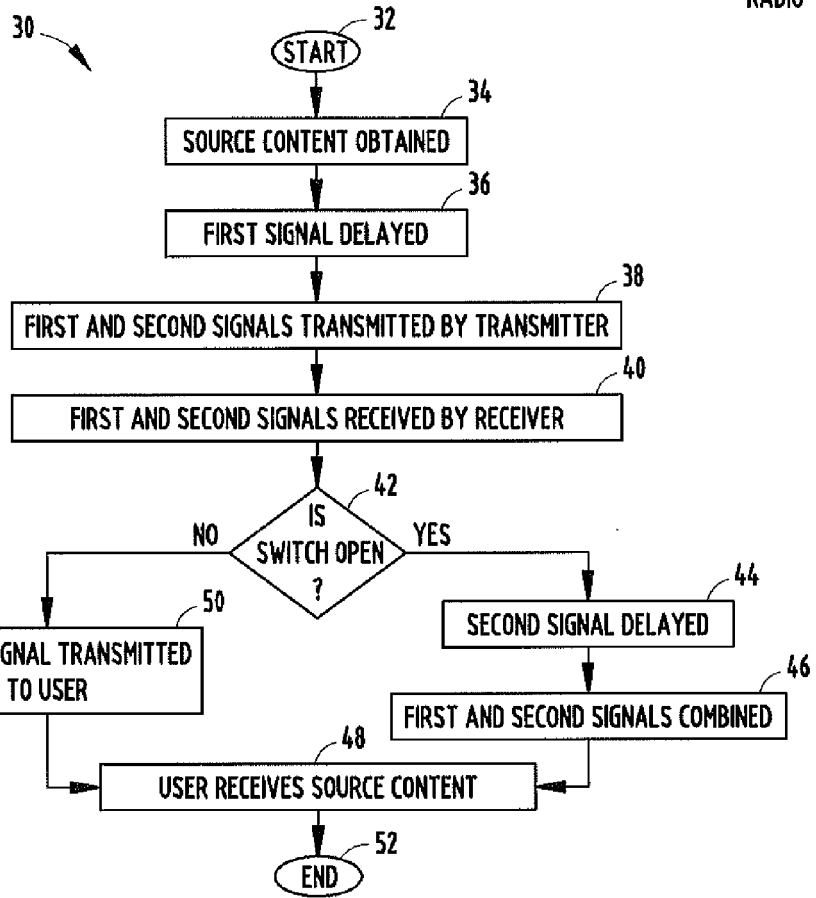 30
32
START
34
SOURCE CONTENT OBTAINED
36
FIRST SIGNAL DELAYED
38
FIRST AND SECOND SIGNALS TRANSMITTED BY TRANSMITTER
40
FIRST AND SECOND SIGNALS RECEIVED BY RECEIVER
42
IS
SWITCH OPEN
?
NO
YES
50
TRANSMITTED
TO USER
44
SECOND SIGNAL DELAYED
46
FIRST AND SECOND SIGNALS COMBINED
48
USER RECEIVES SOURCE CONTENT
52
END